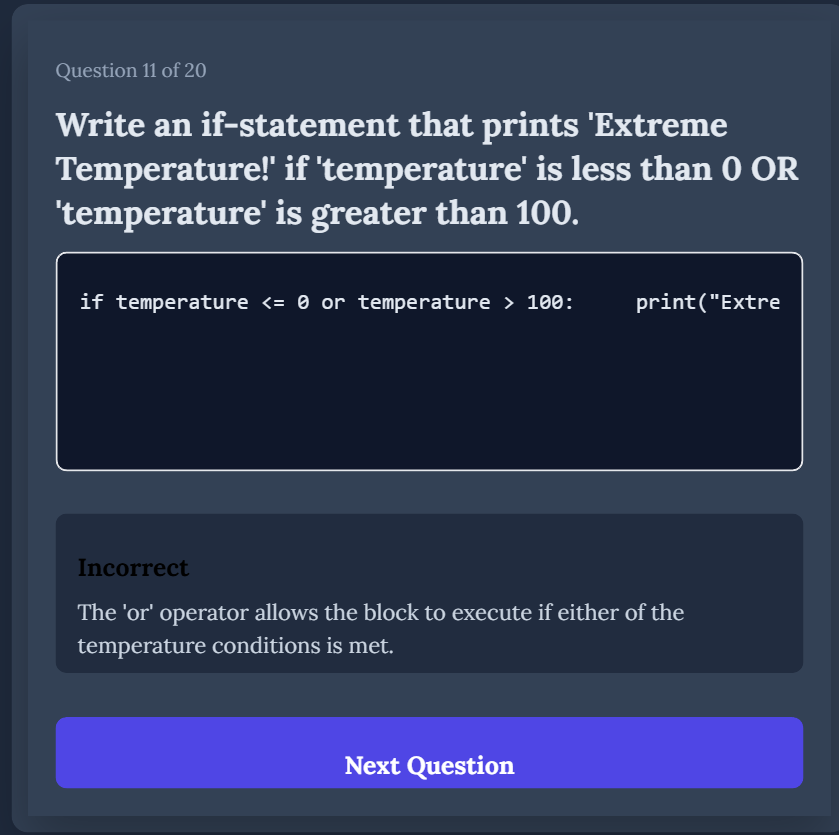 Question 11 of 20
Write an if-statement that prints 'Extreme
Temperature!' if 'temperature' is less than 0 OR
'temperature' is greater than 100.
if temperature <= 0 or temperature > 100:     print("Extre
Incorrect
The 'or' operator allows the block to execute if either of the
temperature conditions is met.
Next Question